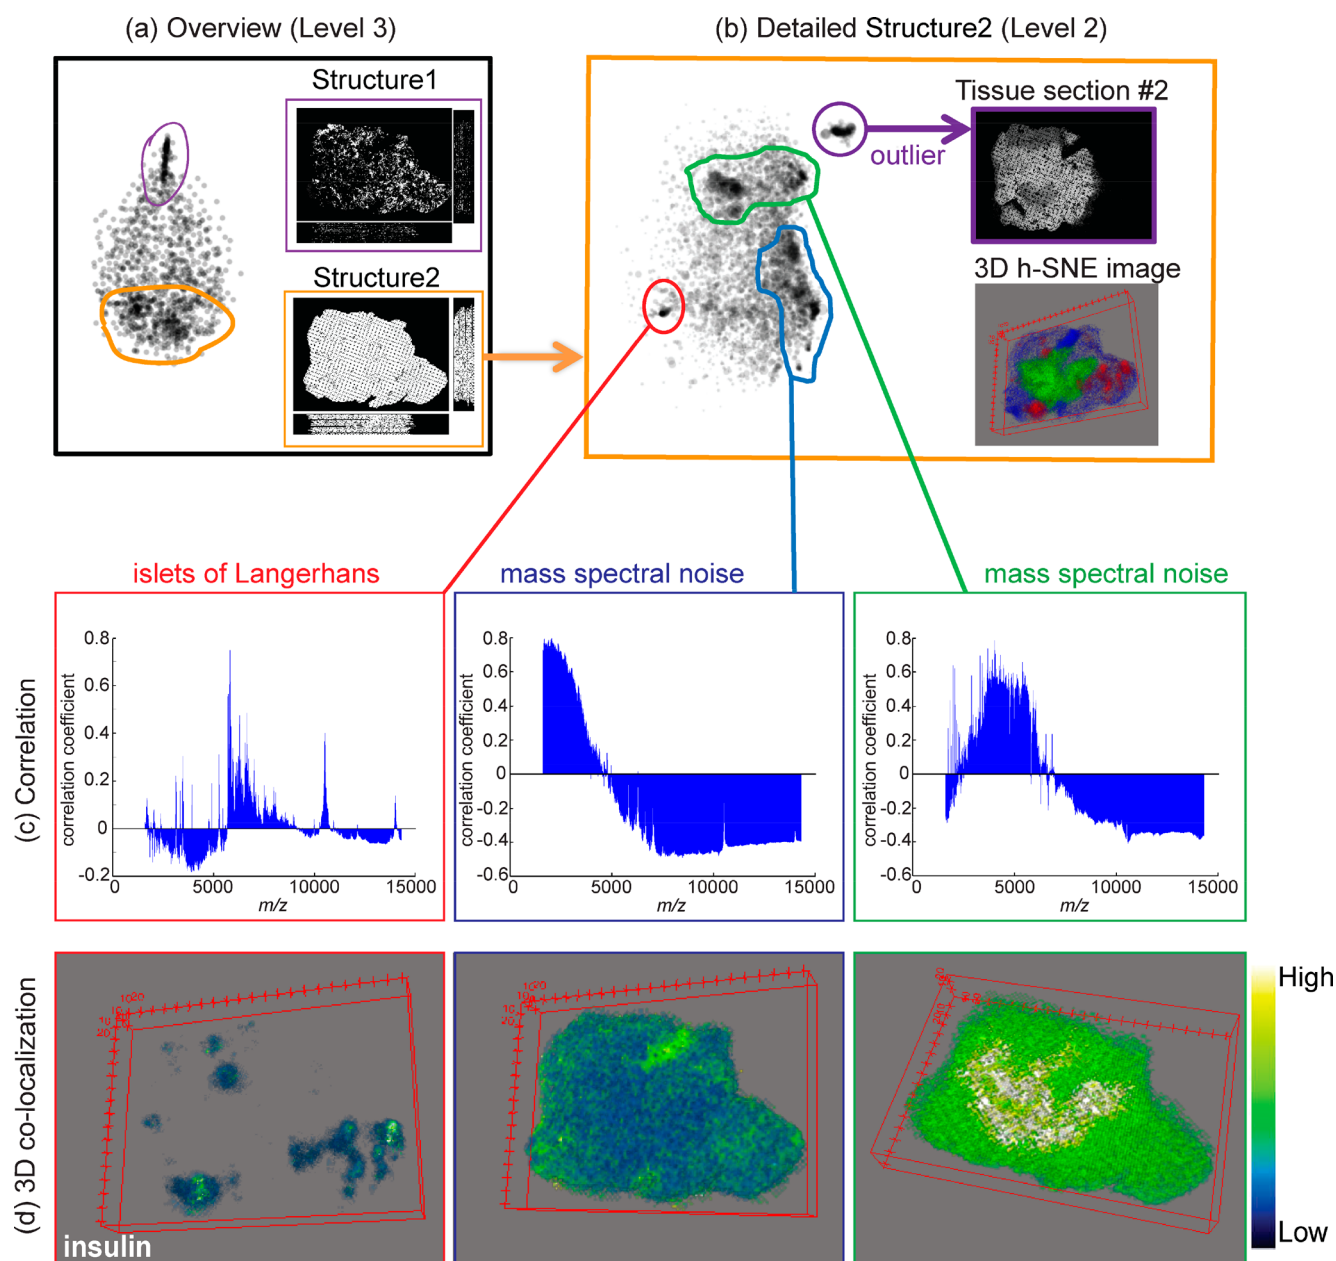 (a) Overview (Level 3)
(b) Detailed Structure2 (Level 2)
Structure1
Structure2
Tissue section #2
outlier
3D h-SNE image
islets of Langerhans
mass spectral noise
mass spectral noise
(c) Correlation
correlation coefficient
0.8
0.6
0.4
0.2
0
-0.2
0
5000
10000
15000
m/z
correlation coefficient
0.8
0.6
0.4
0.2
0
-0.2
-0.4
-0.6
0
5000
10000
15000
m/z
correlation coefficient
0.8
0.6
0.4
0.2
0
-0.2
-0.4
-0.6
0
5000
10000
15000
m/z
(d) 3D co-localization
insulin
High
Low